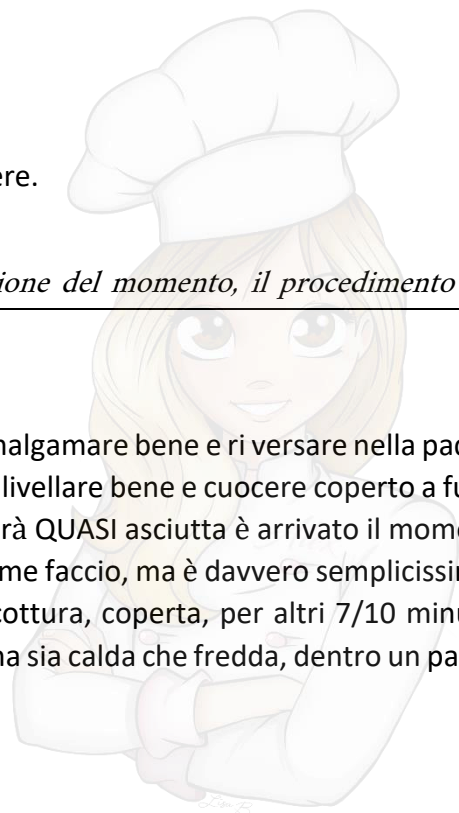 ere.
ione del momento, il procedimento
nalgamare bene e ri versare nella pad
livellare bene e cuocere coperto a fu
rà QUASI asciutta è arrivato il mome
me faccio, ma è davvero semplicissin
cottura, coperta, per altri 7/10 minu
na sia calda che fredda, dentro un pa